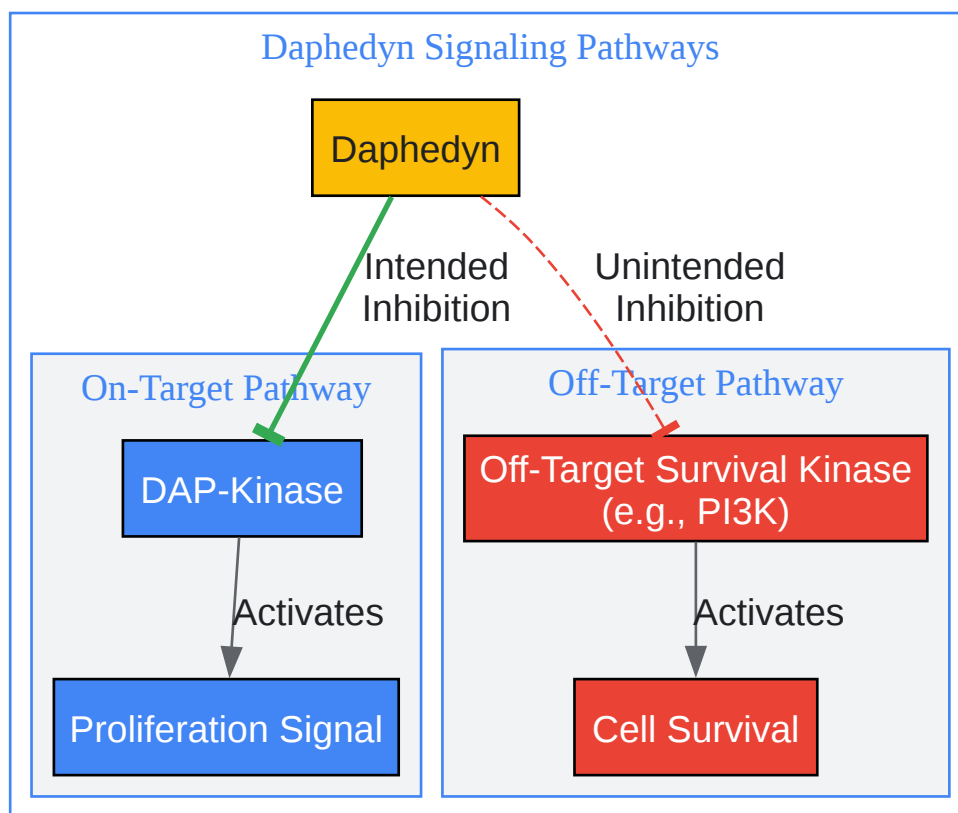 Daphedyn Signaling Pathways
Daphedyn
Intended
Inhibition
Unintended
Inhibition
On-Target Pathway
DAP-Kinase
Activates
Proliferation Signal
Off-Target Pathway
Off-Target Survival Kinase
(e.g., PI3K)
Activates
Cell Survival